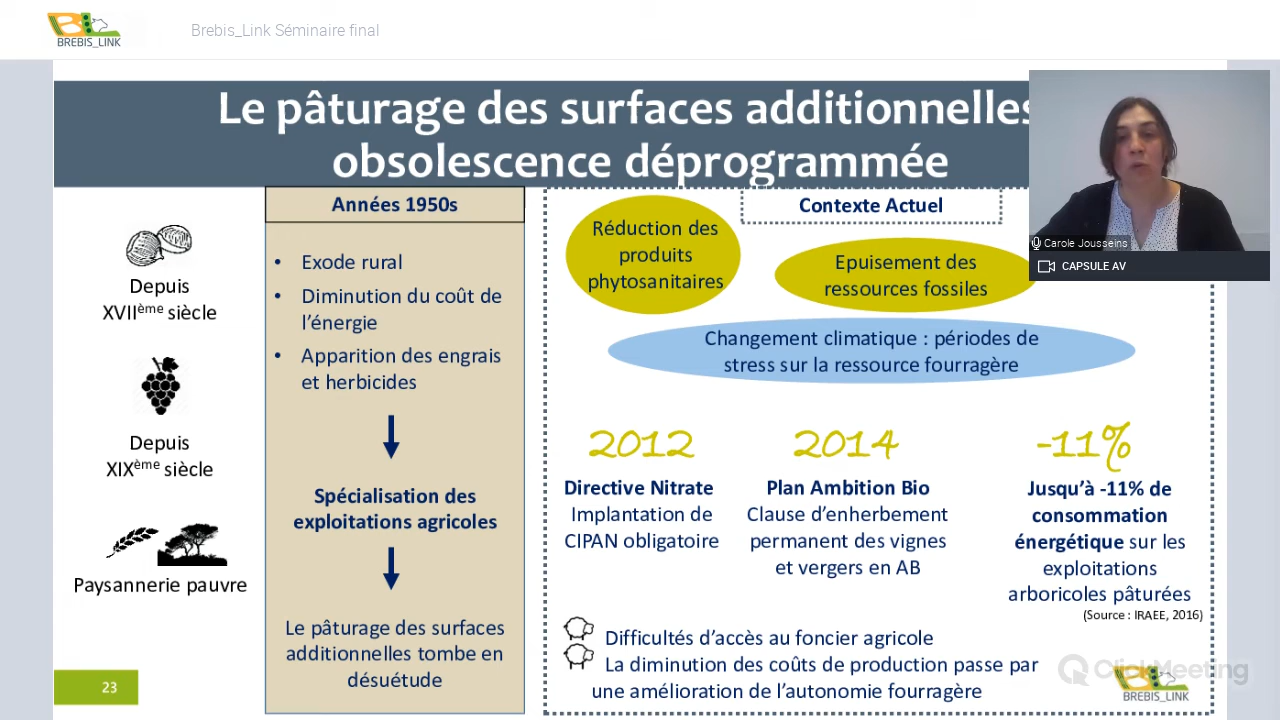 BREBIS_LINK
Brebis_Link Séminaire final
Le pâturage des surfaces additionnelles
obsolescence déprogrammée
Carole Jousseins
CAPSULE AV
Depuis
XVIIème siècle
Depuis
XIXème siècle
Paysannerie pauvre
Années 1950s
• Exode rural
• Diminution du coût de
l'énergie
• Apparition des engrais
et herbicides
Spécialisation des
exploitations agricoles
Le pâturage des surfaces
additionnelles tombe en
désuétude
Contexte Actuel
Réduction des
produits
phytosanitaires
Epuisement des
ressources fossiles
Changement climatique : périodes de
stress sur la ressource fourragère
2012
Directive Nitrate
Implantation de
CIPAN obligatoire
2014
Plan Ambition Bio
Clause d'enherbement
permanent des vignes
et vergers en AB
-11%
Jusqu'à -11% de
consommation
énergétique sur les
exploitations
arboricoles pâturées
(Source : IRAEE, 2016)
Difficultés d'accès au foncier agricole
La diminution des coûts de production passe par
une amélioration de l'autonomie fourragère
23
ClickMeeting
BREBIS_LINK